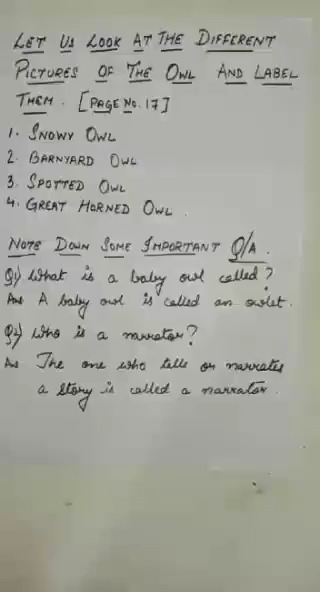 LET US LOOK AT THE DIFFERENT
PICTURES OF THE OWL AND LABEL
THEM. [PAGE NO. 17]
1. SNOWY OWL
2. BARNYARD OWL
3. SPOTTED OWL
4. GREAT HORNED OWL.
NOTE DOWN SOME IMPORTANT Q/A.
Q1) What is a baby owl called?
Ans A baby owl is called an owlet.
Q2) Who is a narrator?
Ans The one who tells or narrates
a story is called a narrator.